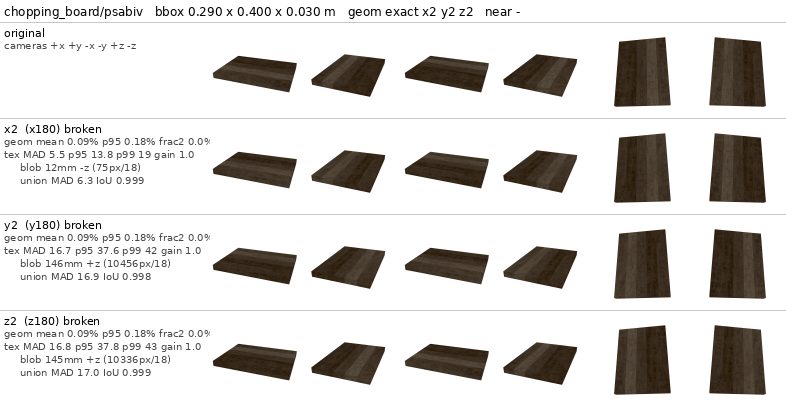 chopping_board/psabiv   bbox 0.290 x 0.400 x 0.030 m   geom exact x2 y2 z2   near -
original
cameras +x +y -x -y +z -z
x2  (x180) broken
geom mean 0.09% p95 0.18% frac2 0.0%
tex MAD 5.5 p95 13.8 p99 19 gain 1.0
blob 12mm -z (75px/18)
union MAD 6.3 IoU 0.999
y2  (y180) broken
geom mean 0.09% p95 0.18% frac2 0.0%
tex MAD 16.7 p95 37.6 p99 42 gain 1.0
blob 146mm +z (10456px/18)
union MAD 16.9 IoU 0.998
z2  (z180) broken
geom mean 0.09% p95 0.18% frac2 0.0%
tex MAD 16.8 p95 37.8 p99 43 gain 1.0
blob 145mm +z (10336px/18)
union MAD 17.0 IoU 0.999